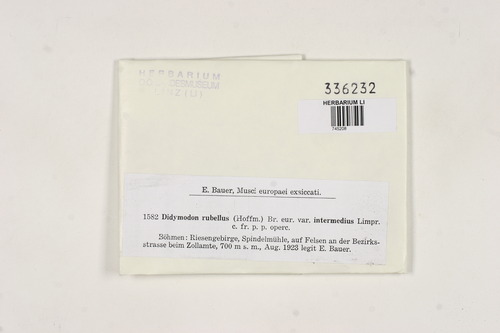 HERBARIUM
336232
HERBARIUM LI
745208
E. Bauer, Musci europaei exsiccati.
1582 Didymodon rubellus (Hoffm.) Br. eur. var. intermedius Limpr.
c. fr. p. p. operc.
Böhmen: Riesengebirge, Spindelmühle, auf Felsen an der Bezirks-
strasse beim Zollamte, 700 m s. m., Aug. 1923 legit E. Bauer.